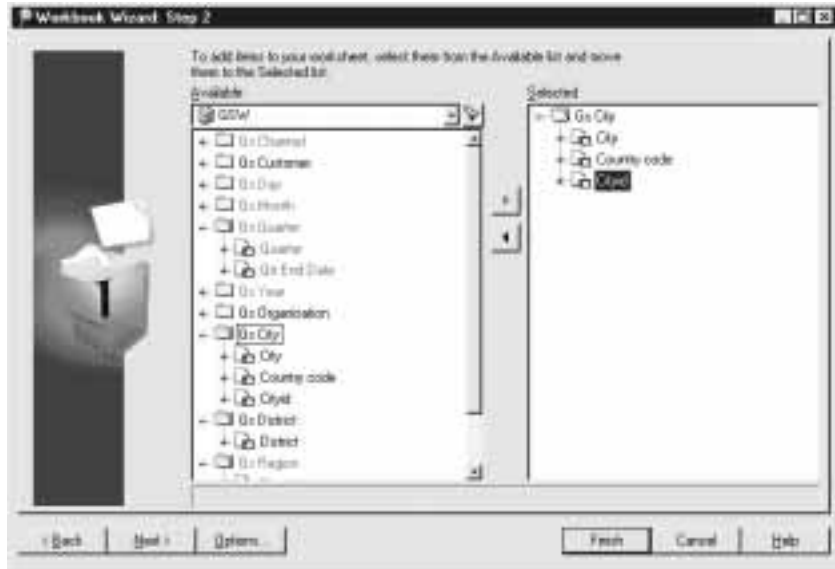 Workbook Wizard: Step 2
To add items to your worksheet, select them from the Available list and move
them to the Selected list.
Available
Selected
GSW
Gs Channel
Gs Customer
Gs Day
Gs Month
Gs Quarter
Quarter
Qtr End Date
Gs Year
Gs Organisation
Gs City
City
Country code
Cityid
Gs District
District
Gs Region
Gs City
City
Country code
Cityid
< Back
Next >
Options...
Finish
Cancel
Help